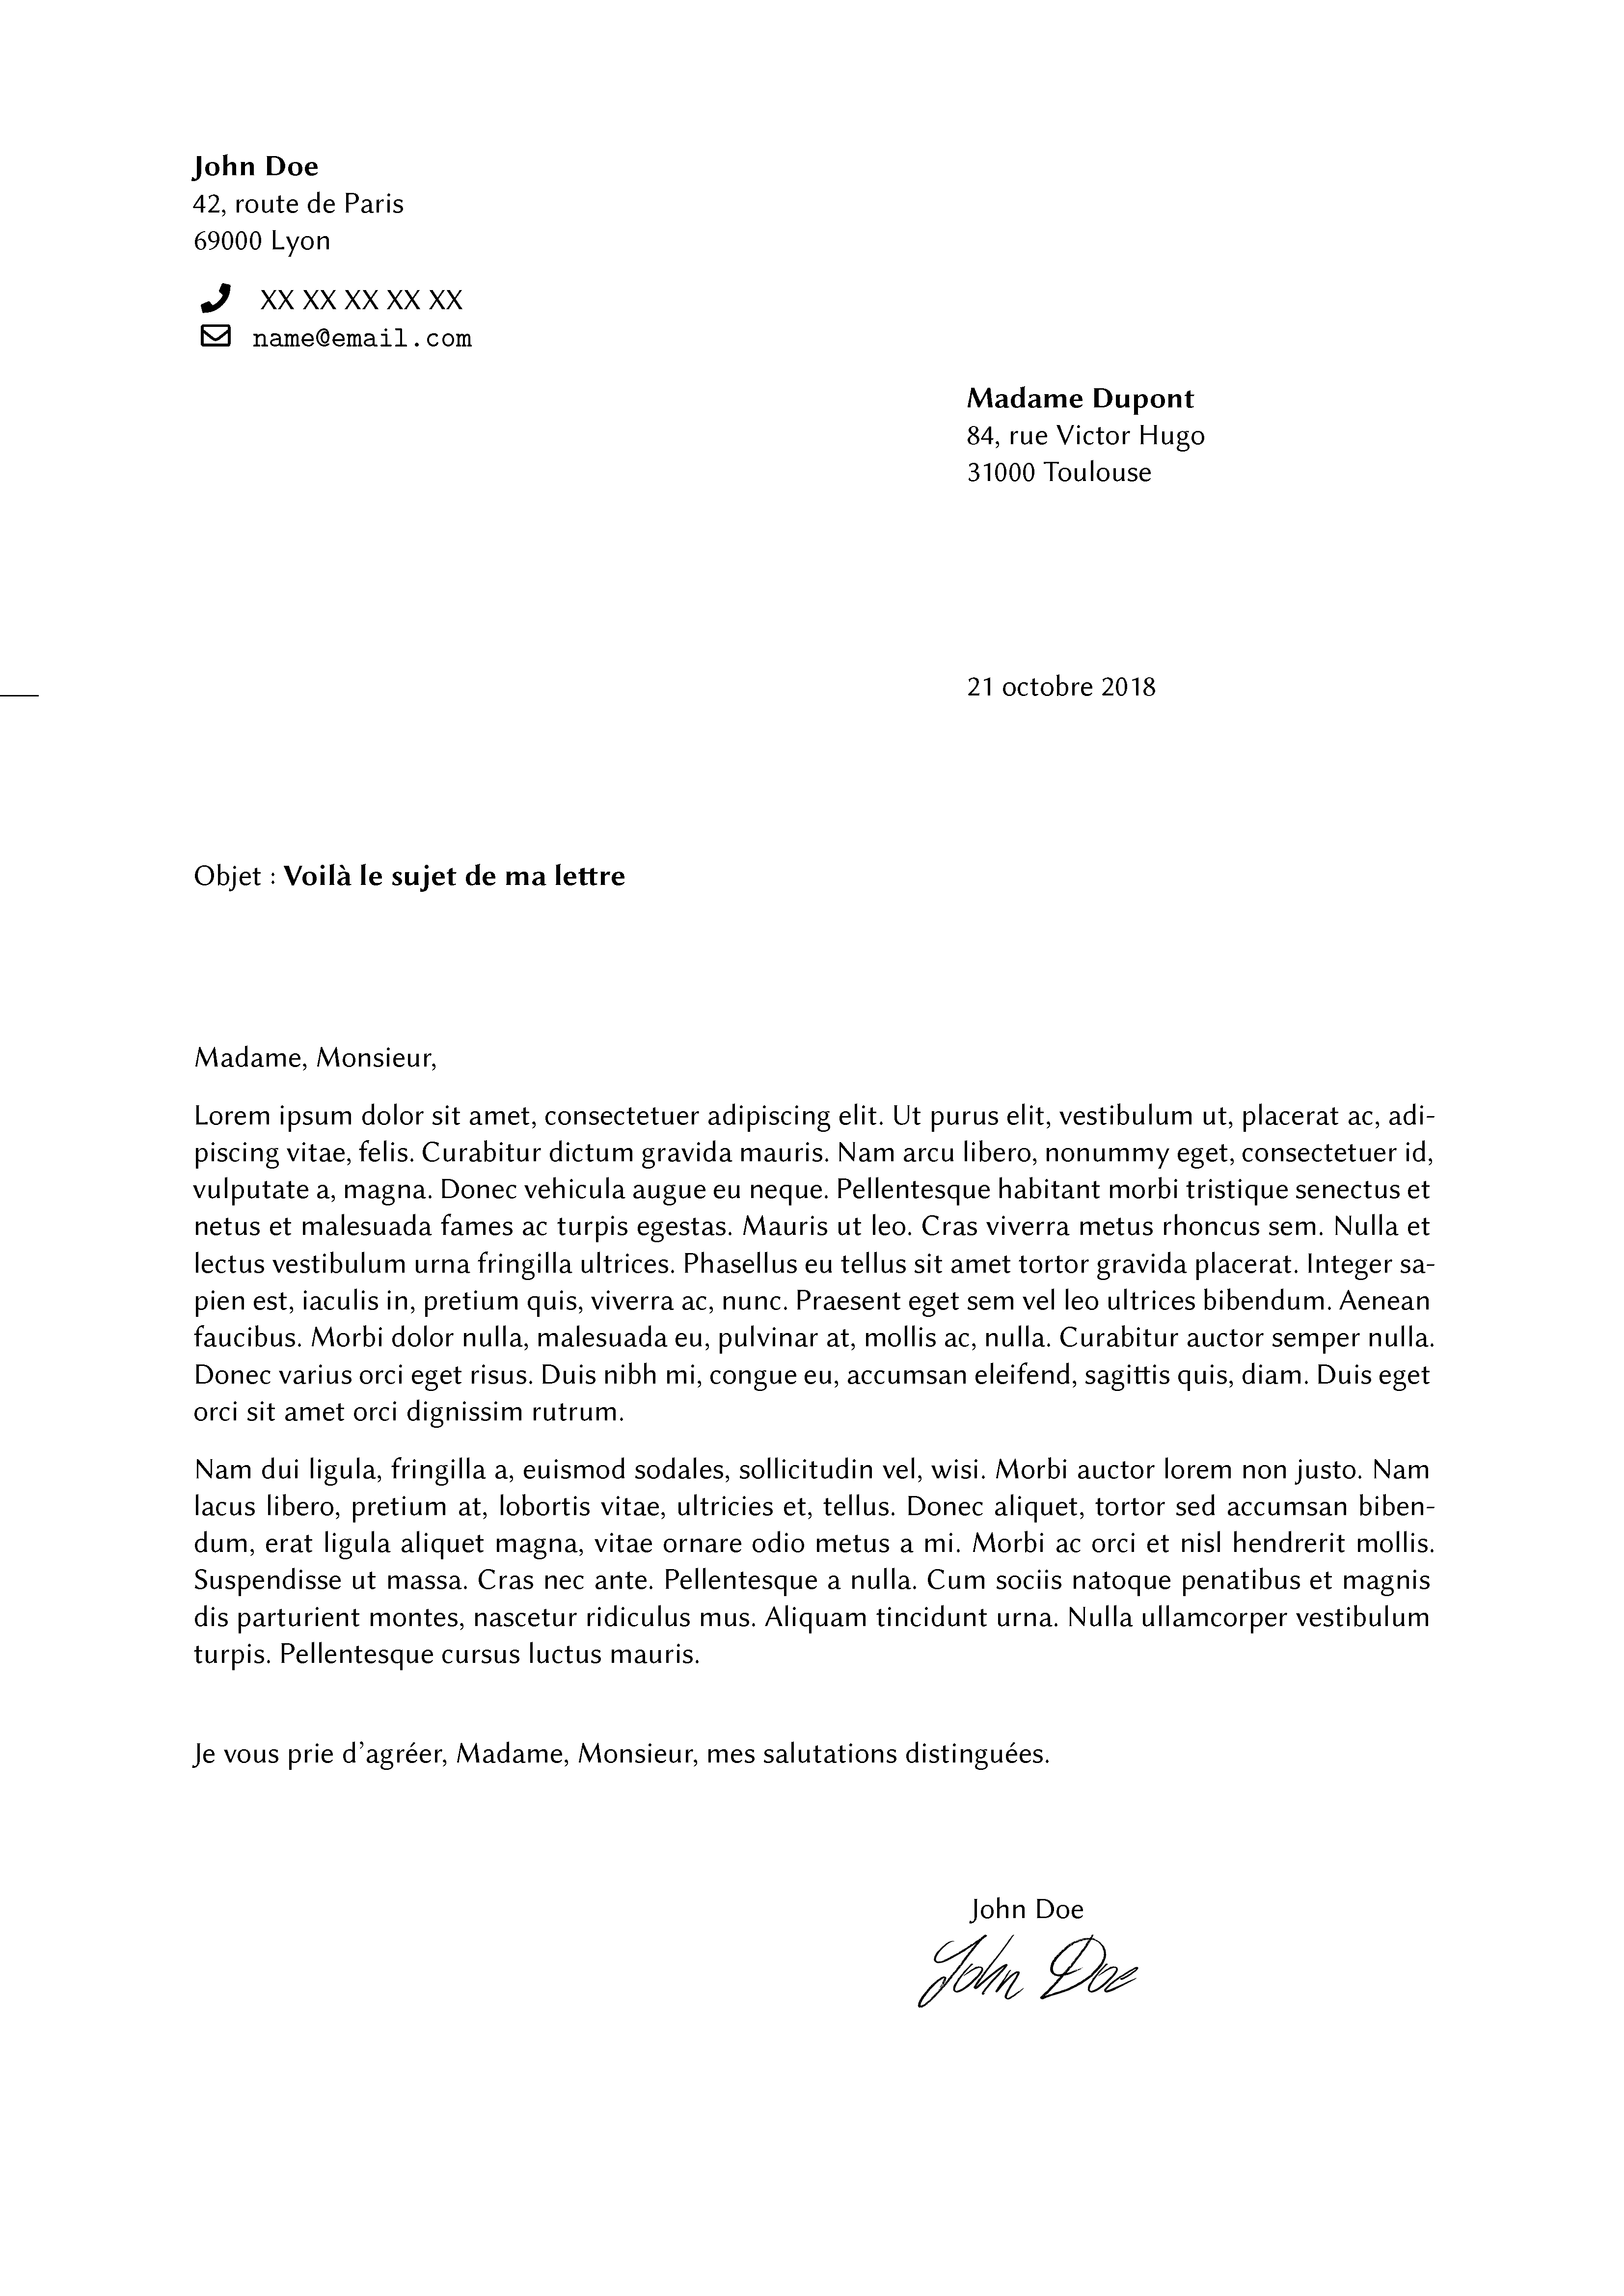 John Doe
42, route de Paris
69000 Lyon
XX XX XX XX XX
name@email.com
Madame Dupont
84, rue Victor Hugo
31000 Toulouse
21 octobre 2018
Objet : Voilà le sujet de ma lettre
Madame, Monsieur,
Lorem ipsum dolor sit amet, consectetuer adipiscing elit. Ut purus elit, vestibulum ut, placerat ac, adi-
piscing vitae, felis. Curabitur dictum gravida mauris. Nam arcu libero, nonummy eget, consectetuer id,
vulputate a, magna. Donec vehicula augue eu neque. Pellentesque habitant morbi tristique senectus et
netus et malesuada fames ac turpis egestas. Mauris ut leo. Cras viverra metus rhoncus sem. Nulla et
lectus vestibulum urna fringilla ultrices. Phasellus eu tellus sit amet tortor gravida placerat. Integer sa-
pien est, iaculis in, pretium quis, viverra ac, nunc. Praesent eget sem vel leo ultrices bibendum. Aenean
faucibus. Morbi dolor nulla, malesuada eu, pulvinar at, mollis ac, nulla. Curabitur auctor semper nulla.
Donec varius orci eget risus. Duis nibh mi, congue eu, accumsan eleifend, sagittis quis, diam. Duis eget
orci sit amet orci dignissim rutrum.
Nam dui ligula, fringilla a, euismod sodales, sollicitudin vel, wisi. Morbi auctor lorem non justo. Nam
lacus libero, pretium at, lobortis vitae, ultricies et, tellus. Donec aliquet, tortor sed accumsan biben-
dum, erat ligula aliquet magna, vitae ornare odio metus a mi. Morbi ac orci et nisl hendrerit mollis.
Suspendisse ut massa. Cras nec ante. Pellentesque a nulla. Cum sociis natoque penatibus et magnis
dis parturient montes, nascetur ridiculus mus. Aliquam tincidunt urna. Nulla ullamcorper vestibulum
turpis. Pellentesque cursus luctus mauris.
Je vous prie d’agréer, Madame, Monsieur, mes salutations distinguées.
John Doe
John Doe